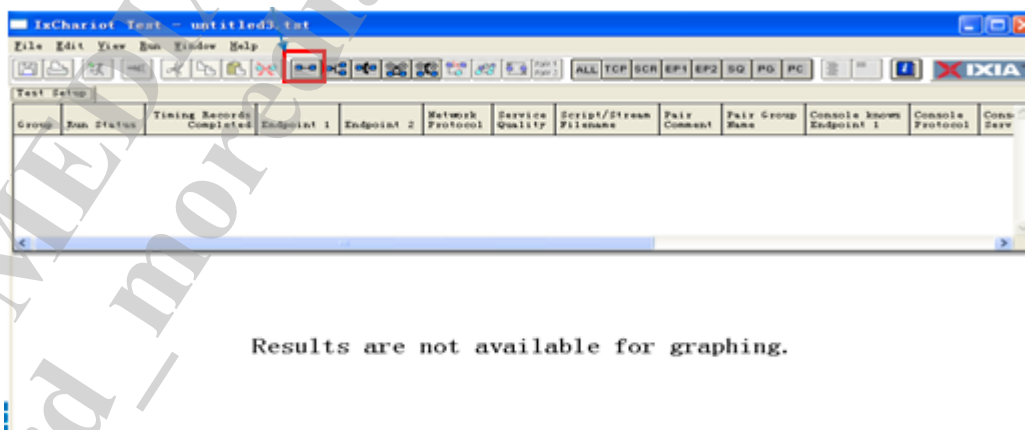 IxChariot Test - untitled3.tst
File Edit View Run Window Help
ALL TCP SCR EP1 EP2 SQ PG PC i IXIA
Test Setup
Group Run Status Timing Records Completed Endpoint 1 Endpoint 2 Network Protocol Service Quality Script/Stream Filename Pair Comment Pair Group Name Console known Endpoint 1 Console Protocol Cons Serv
Results are not available for graphing.